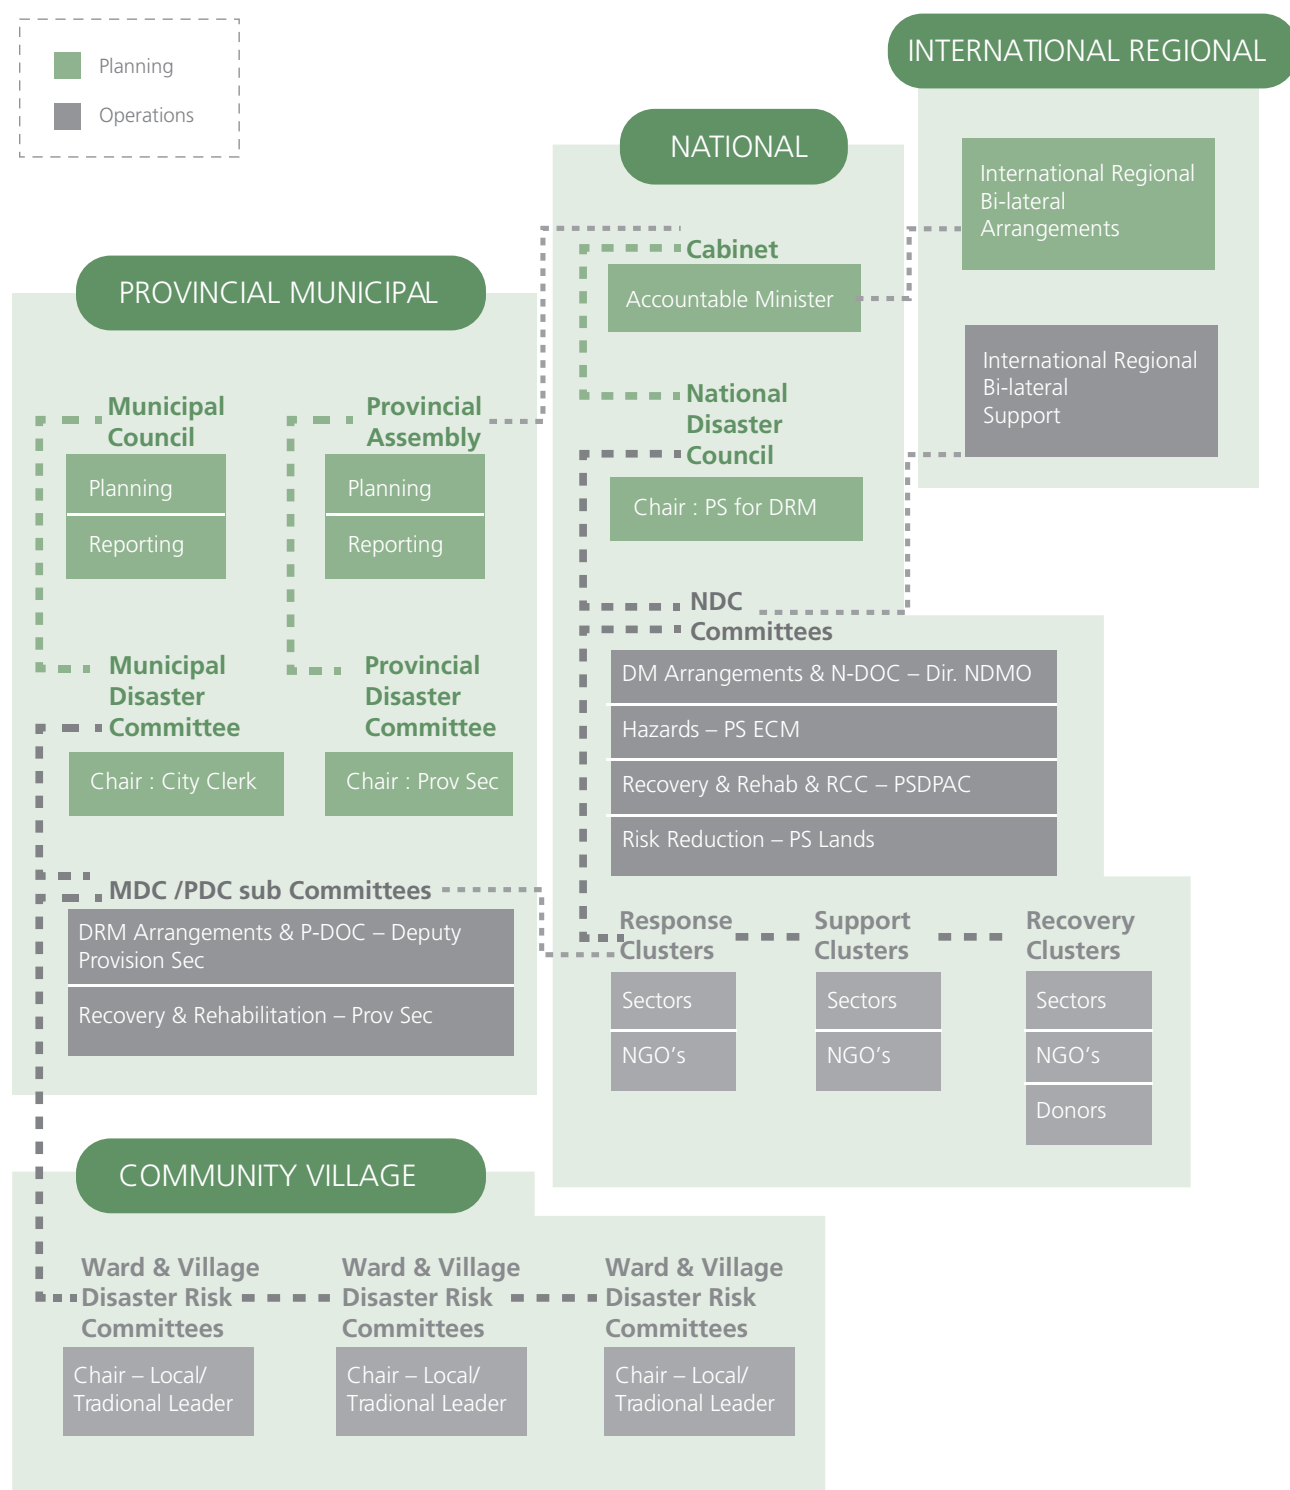 Planning
Operations
INTERNATIONAL REGIONAL
International Regional
Bi-lateral
Arrangements
International Regional
Bi-lateral
Support
NATIONAL
Cabinet
Accountable Minister
National
Disaster
Council
Chair : PS for DRM
NDC
Committees
DM Arrangements & N-DOC – Dir. NDMO
Hazards – PS ECM
Recovery & Rehab & RCC – PSDPAC
Risk Reduction – PS Lands
Response
Clusters
Sectors
NGO's
Support
Clusters
Sectors
NGO's
Recovery
Clusters
Sectors
NGO's
Donors
PROVINCIAL MUNICIPAL
Municipal
Council
Planning
Reporting
Provincial
Assembly
Planning
Reporting
Municipal
Disaster
Committee
Chair : City Clerk
Provincial
Disaster
Committee
Chair : Prov Sec
MDC /PDC sub Committees
DRM Arrangements & P-DOC – Deputy
Provision Sec
Recovery & Rehabilitation – Prov Sec
COMMUNITY VILLAGE
Ward & Village
Disaster Risk
Committees
Chair – Local/
Tradional Leader
Ward & Village
Disaster Risk
Committees
Chair – Local/
Tradional Leader
Ward & Village
Disaster Risk
Committees
Chair – Local/
Tradional Leader